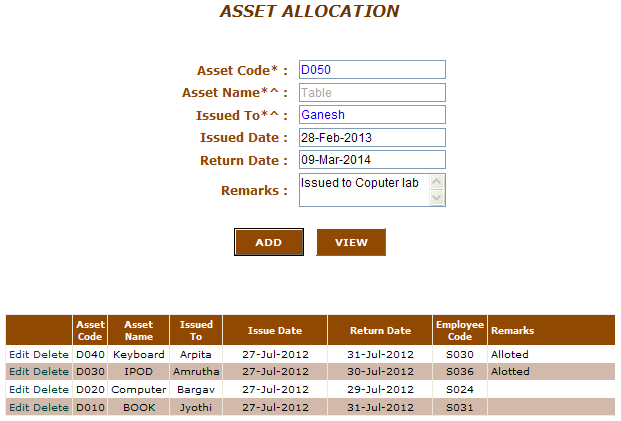 ASSET ALLOCATION
Asset Code* : D050
Asset Name*^ : Table
Issued To*^ : Ganesh
Issued Date : 28-Feb-2013
Return Date : 09-Mar-2014
Remarks : Issued to Coputer lab
ADD VIEW
Asset Code Asset Name Issued To Issue Date Return Date Employee Code Remarks
Edit Delete D040 Keyboard Arpita 27-Jul-2012 31-Jul-2012 S030 Alloted
Edit Delete D030 IPOD Amrutha 27-Jul-2012 30-Jul-2012 S036 Alotted
Edit Delete D020 Computer Bargav 27-Jul-2012 29-Jul-2012 S024
Edit Delete D010 BOOK Jyothi 27-Jul-2012 31-Jul-2012 S031